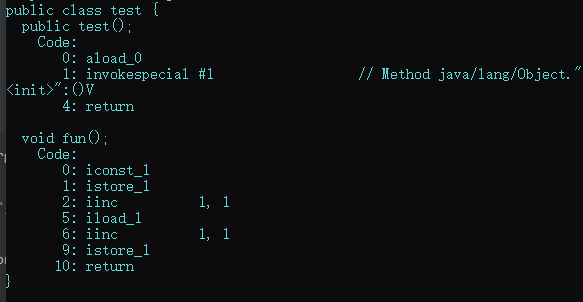 public class test {
  public test();
    Code:
       0: aload_0
       1: invokespecial #1                  // Method java/lang/Object."
<init>":()V
       4: return

  void fun();
    Code:
       0: iconst_1
       1: istore_1
       2: iinc          1, 1
       5: iload_1
       6: iinc          1, 1
       9: istore_1
      10: return
}